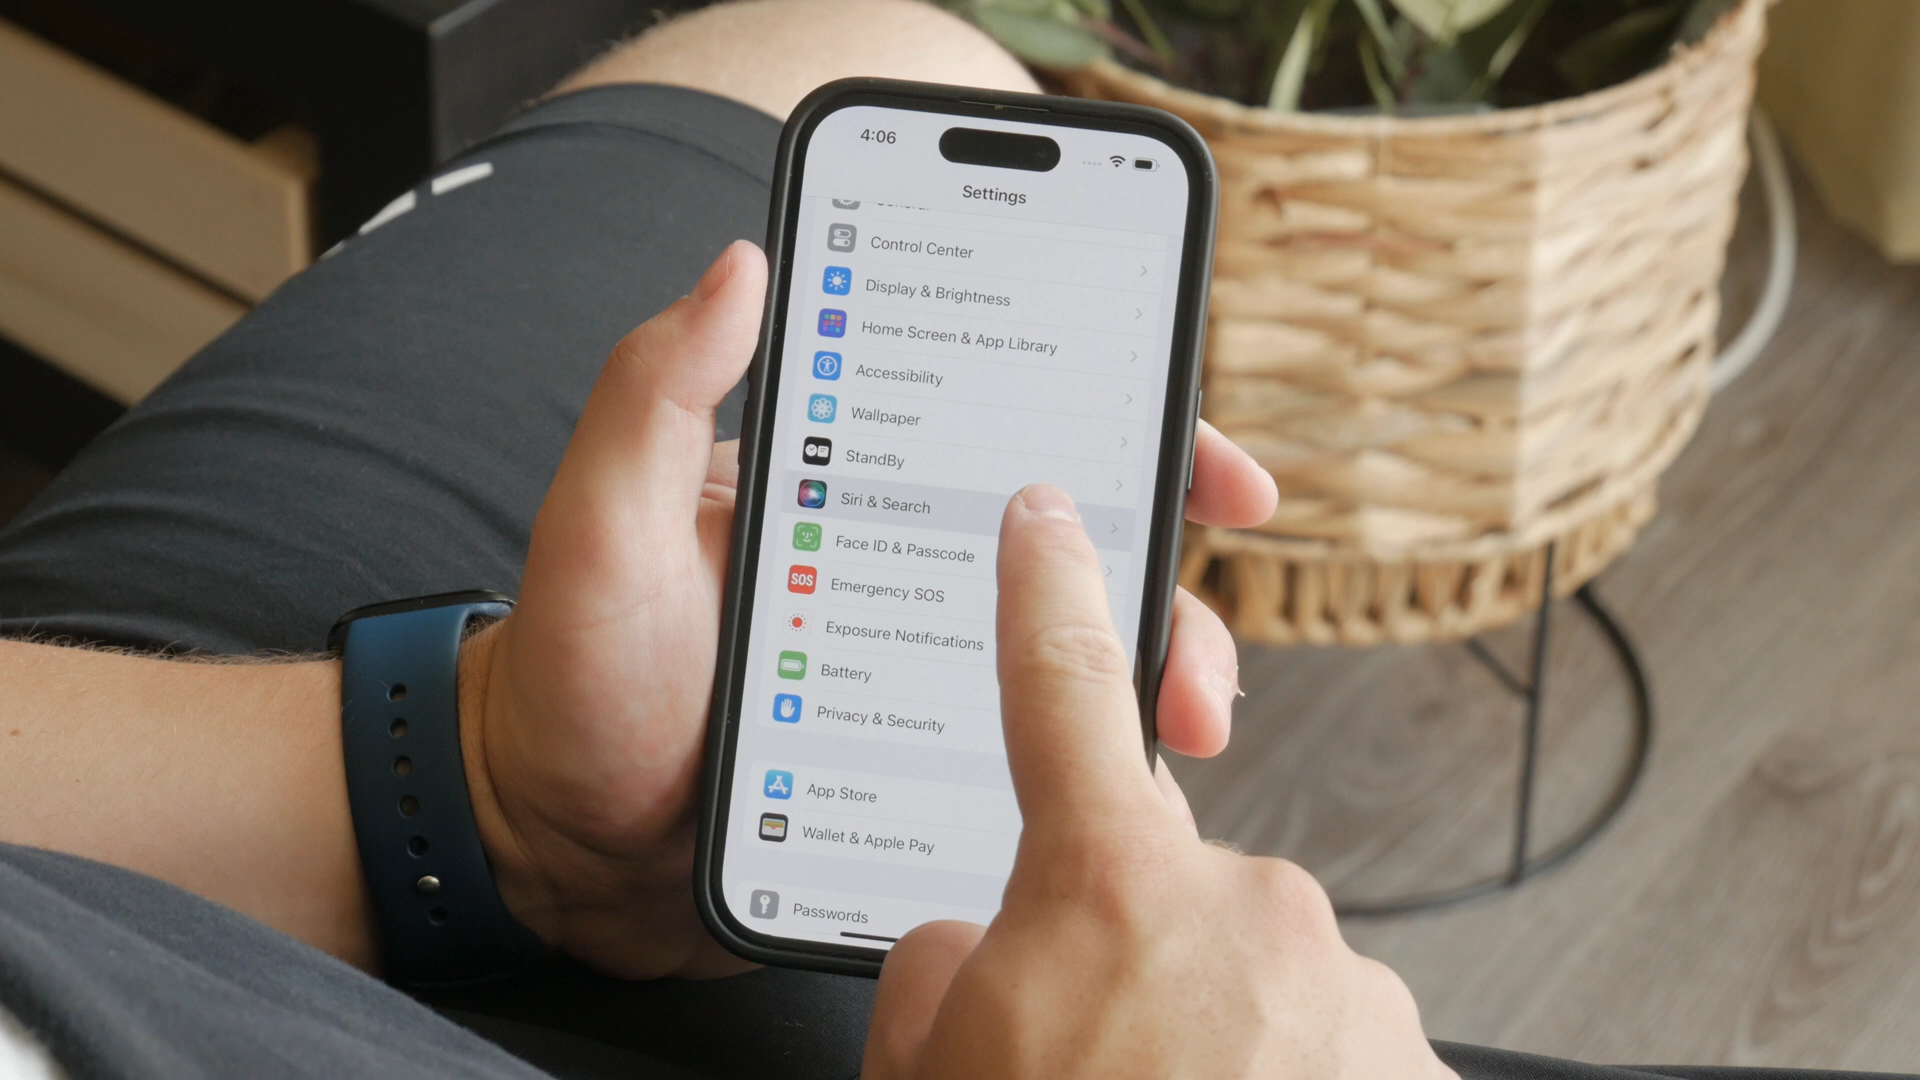 4:06
Settings
General
Control Center
Display & Brightness
Home Screen & App Library
Accessibility
Wallpaper
StandBy
Siri & Search
Face ID & Passcode
SOS
Emergency SOS
Exposure Notifications
Battery
Privacy & Security
App Store
Wallet & Apple Pay
Passwords